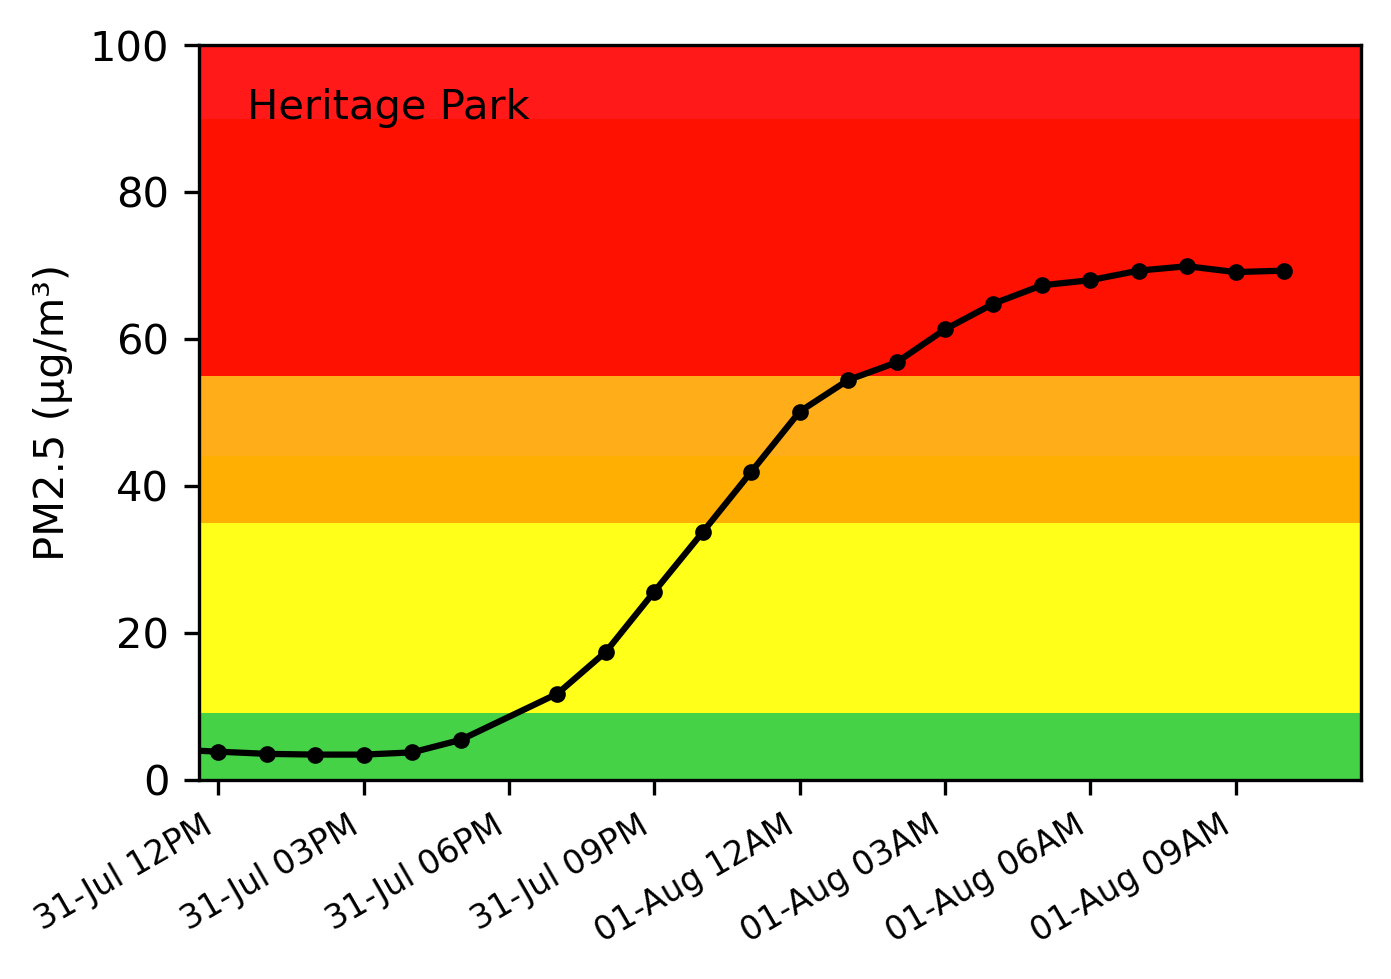 Heritage Park
PM2.5 (µg/m³)
100
80
60
40
20
0
31-Jul 12PM
31-Jul 03PM
31-Jul 06PM
31-Jul 09PM
01-Aug 12AM
01-Aug 03AM
01-Aug 06AM
01-Aug 09AM